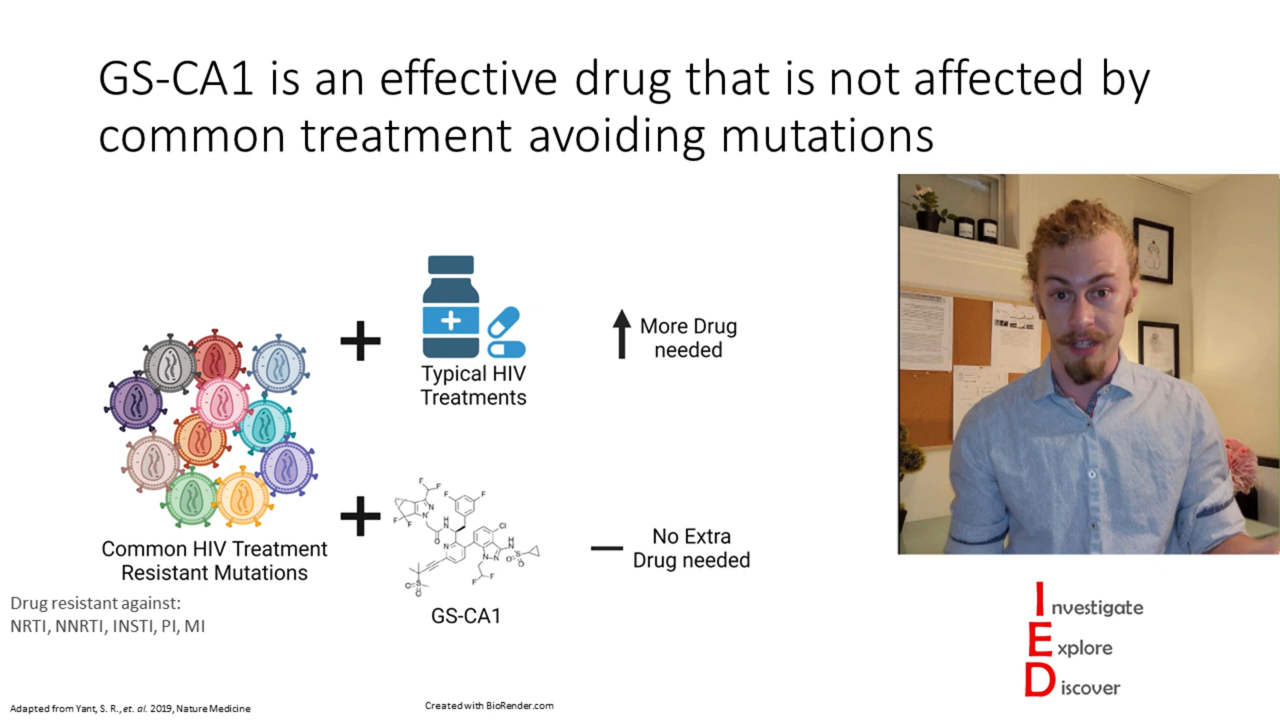 GS-CA1 is an effective drug that is not affected by
common treatment avoiding mutations
Typical HIV
Treatments
More Drug
needed
Common HIV Treatment
Resistant Mutations
Drug resistant against:
NRTI, NNRTI, INSTI, PI, MI
F
F
F
F
F
F
N
N
O
H
N
N
Cl
N
N
HN
S
O
O
F
F
O
S
O
GS-CA1
No Extra
Drug needed
Investigate
Explore
Discover
Adapted from Yant, S. R., et. al. 2019, Nature Medicine
Created with BioRender.com